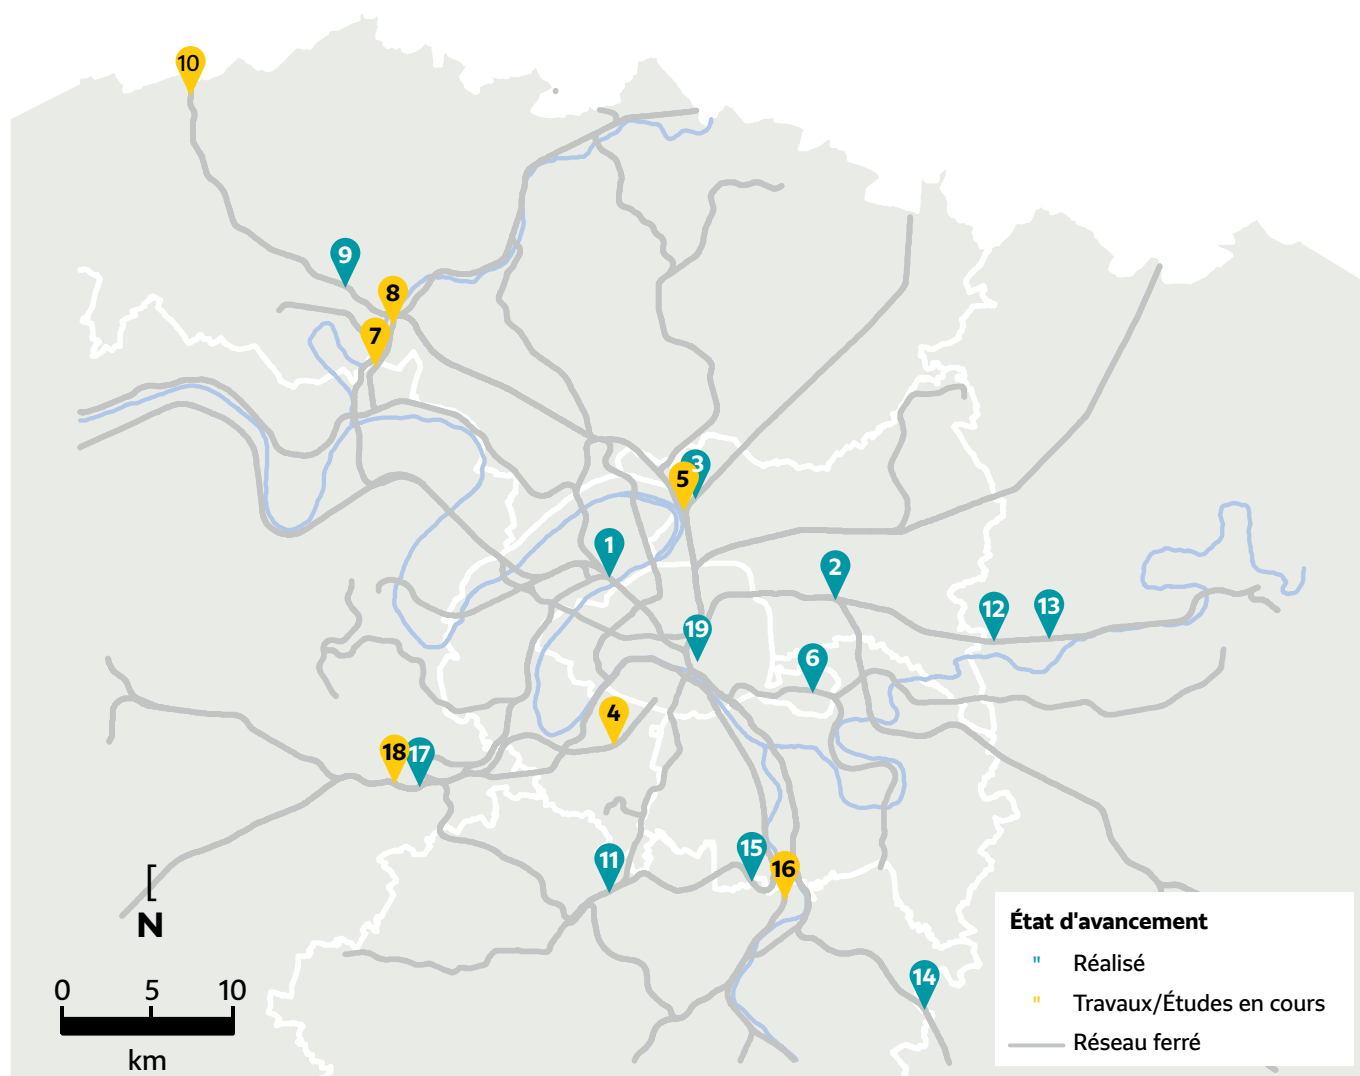 10
9
8
7
3
5
1
2
12
13
19
6
4
18
17
15
11
16
14
[
N
0 5 10
km
État d'avancement
" Réalisé
" Travaux/Études en cours
Réseau ferré